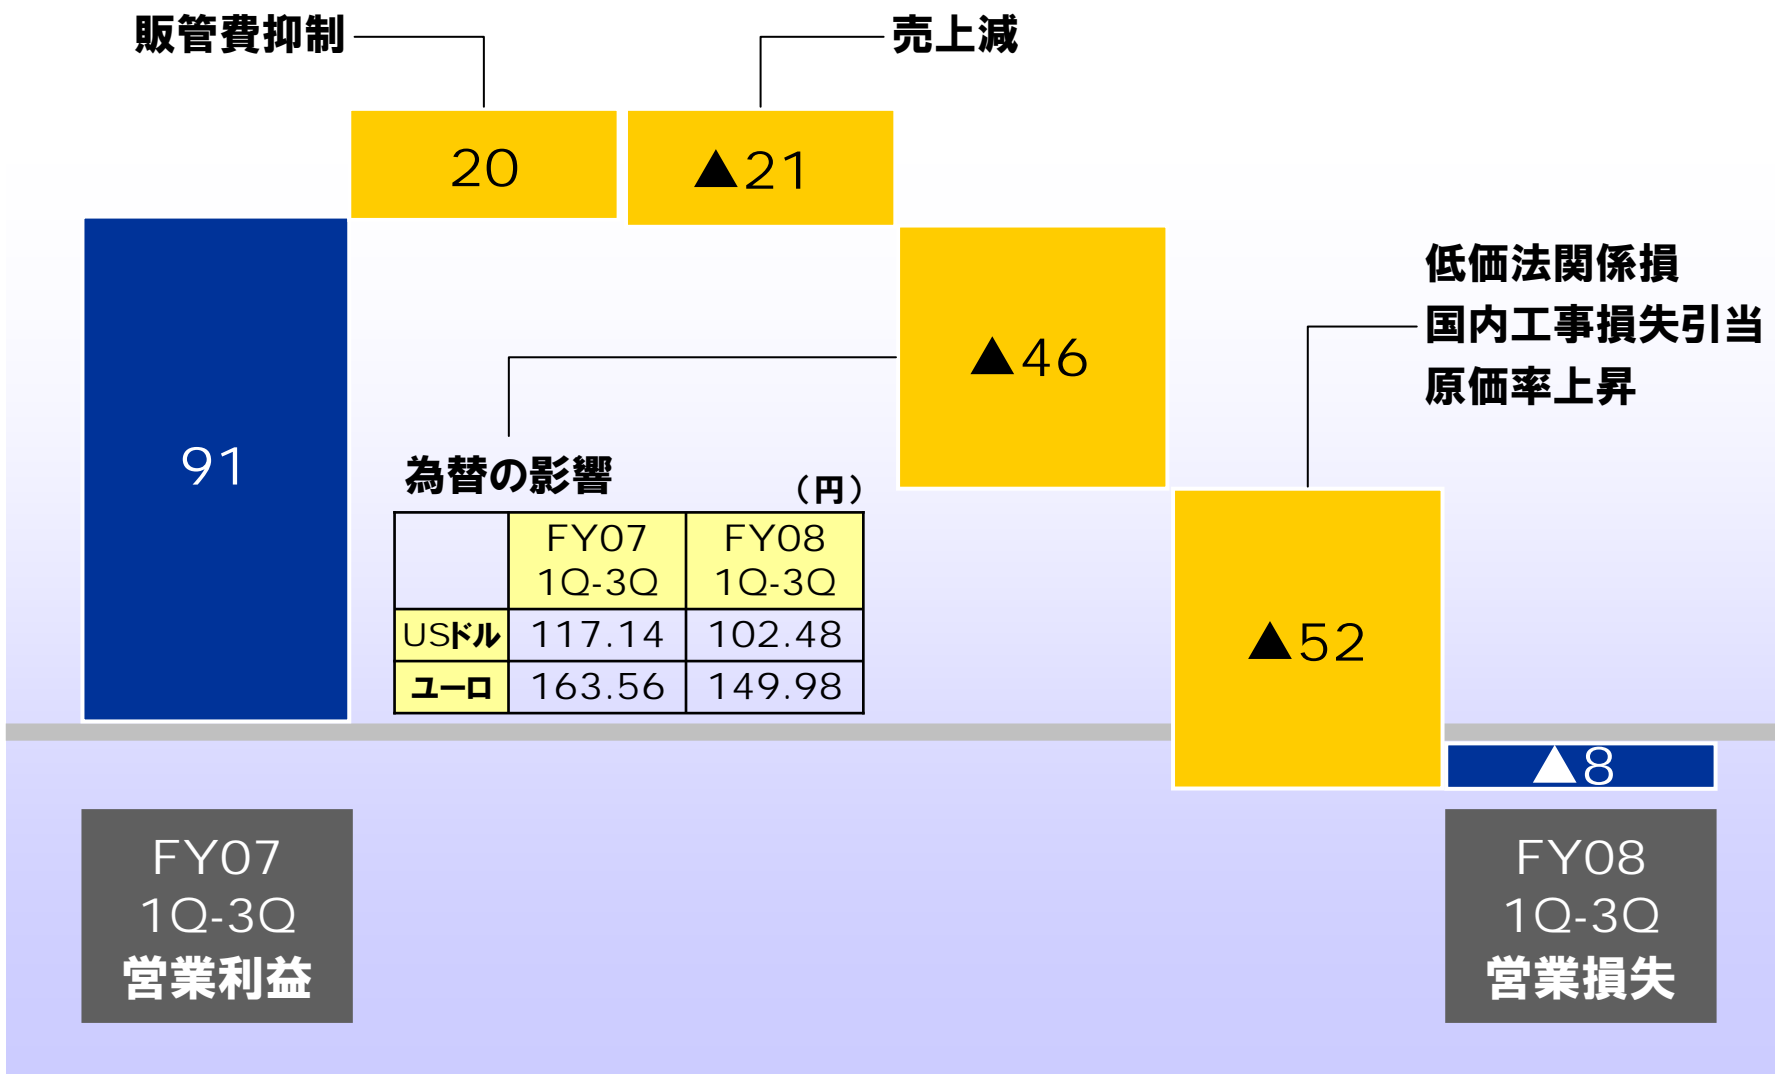 販管費抑制
売上減
20
▲21
低価法関係損
国内工事損失引当
原価率上昇
▲46
91
為替の影響
（円）
FY07 1Q-3Q
FY08 1Q-3Q
USドル 117.14 102.48
ユーロ 163.56 149.98
▲52
▲8
FY07
1Q-3Q
営業利益
FY08
1Q-3Q
営業損失